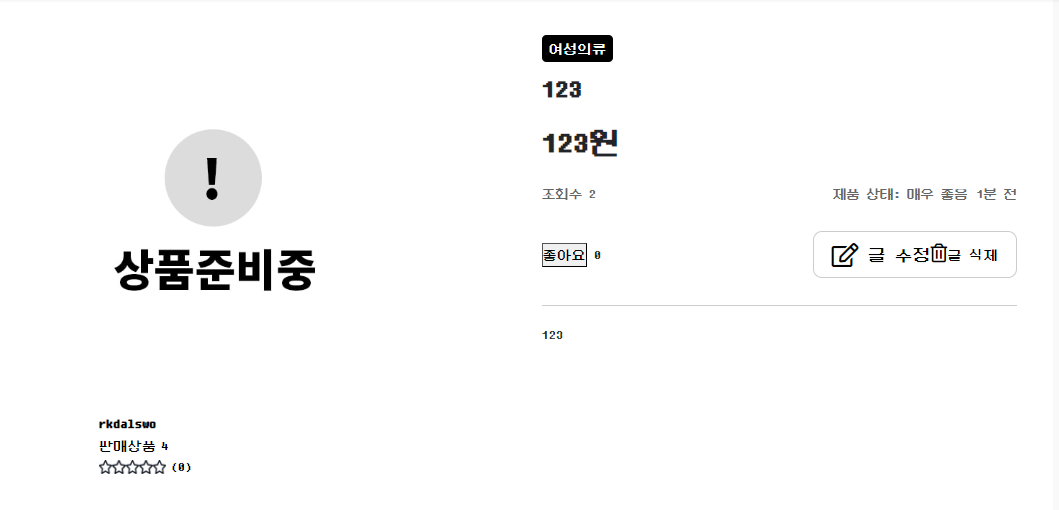 여성의류
123
123원
조회수 2
제품 상태: 매우 좋음 1분 전
좋아요 0
글 수정 글 삭제
123
!
상품준비중
rkdalswo
판매상품 4
(0)